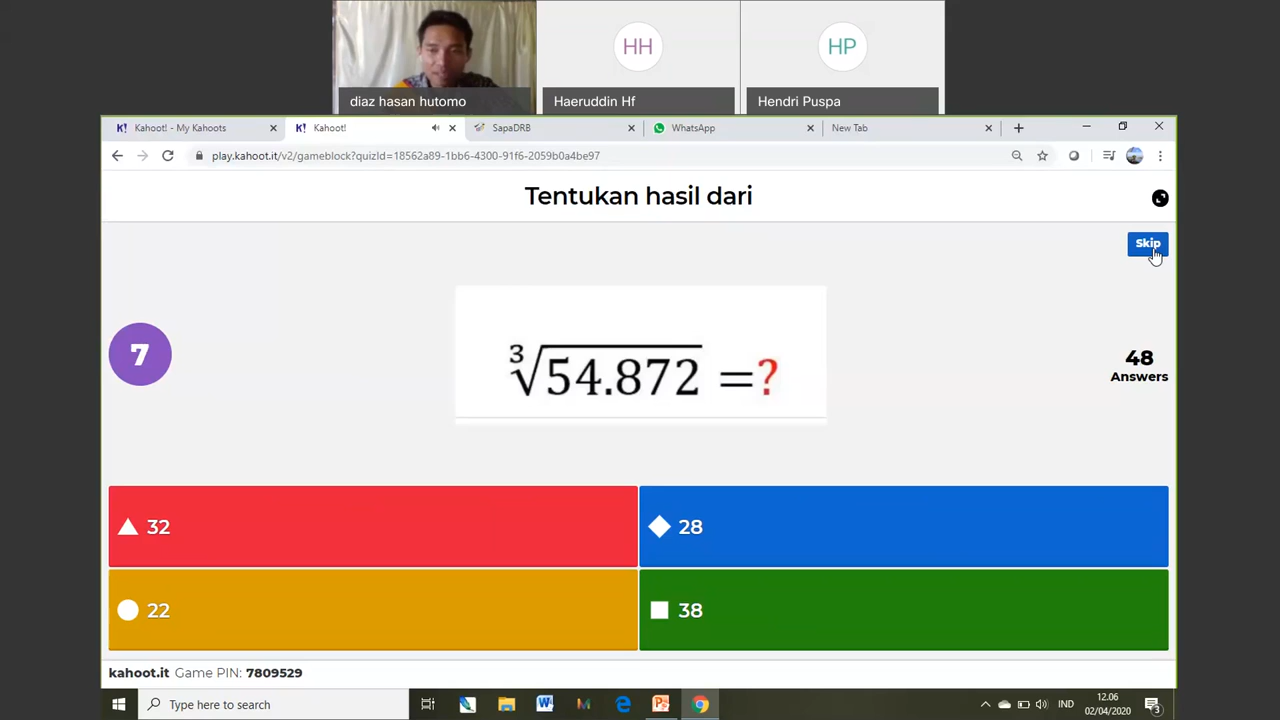 HH
HP
diaz hasan hutomo
Haeruddin Hf
Hendri Puspa
K! Kahoot! - My Kahoots
K! Kahoot!
SapaDRB
WhatsApp
New Tab
play.kahoot.it/v2/gameblock?quizId=18562a89-1bb6-4300-91f6-2059b0a4be97
Tentukan hasil dari
Skip
7
∛54.872 =?
48
Answers
32
28
22
38
kahoot.it Game PIN: 7809529
Type here to search
IND
12.06
02/04/2020
3